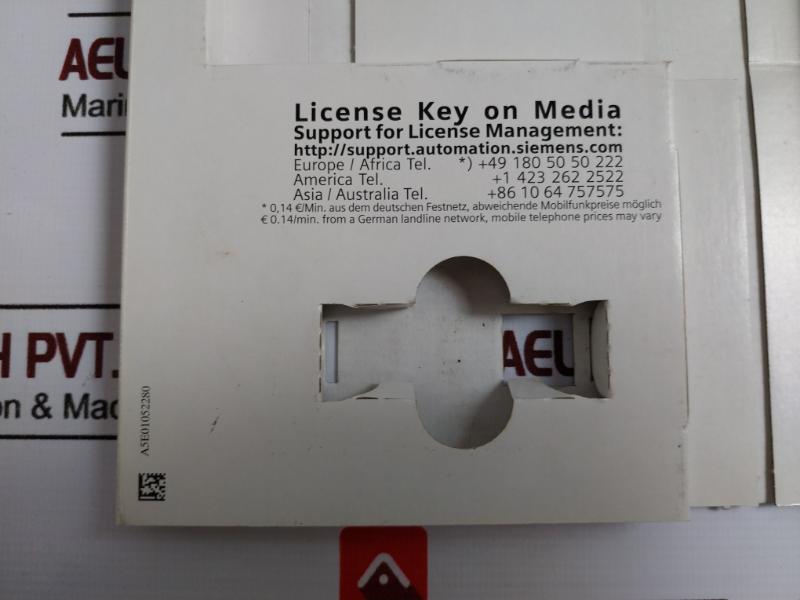 AEL
Mari
License Key on Media
Support for License Management:
http://support.automation.siemens.com
Europe / Africa Tel. *) +49 180 50 50 222
America Tel. +1 423 262 2522
Asia / Australia Tel. +86 10 64 757575
* 0,14 €/Min. aus dem deutschen Festnetz, abweichende Mobilfunkpreise möglich
€ 0.14/min. from a German landline network, mobile telephone prices may vary
H PVT.
on & Mac
AEL
A5E01052280